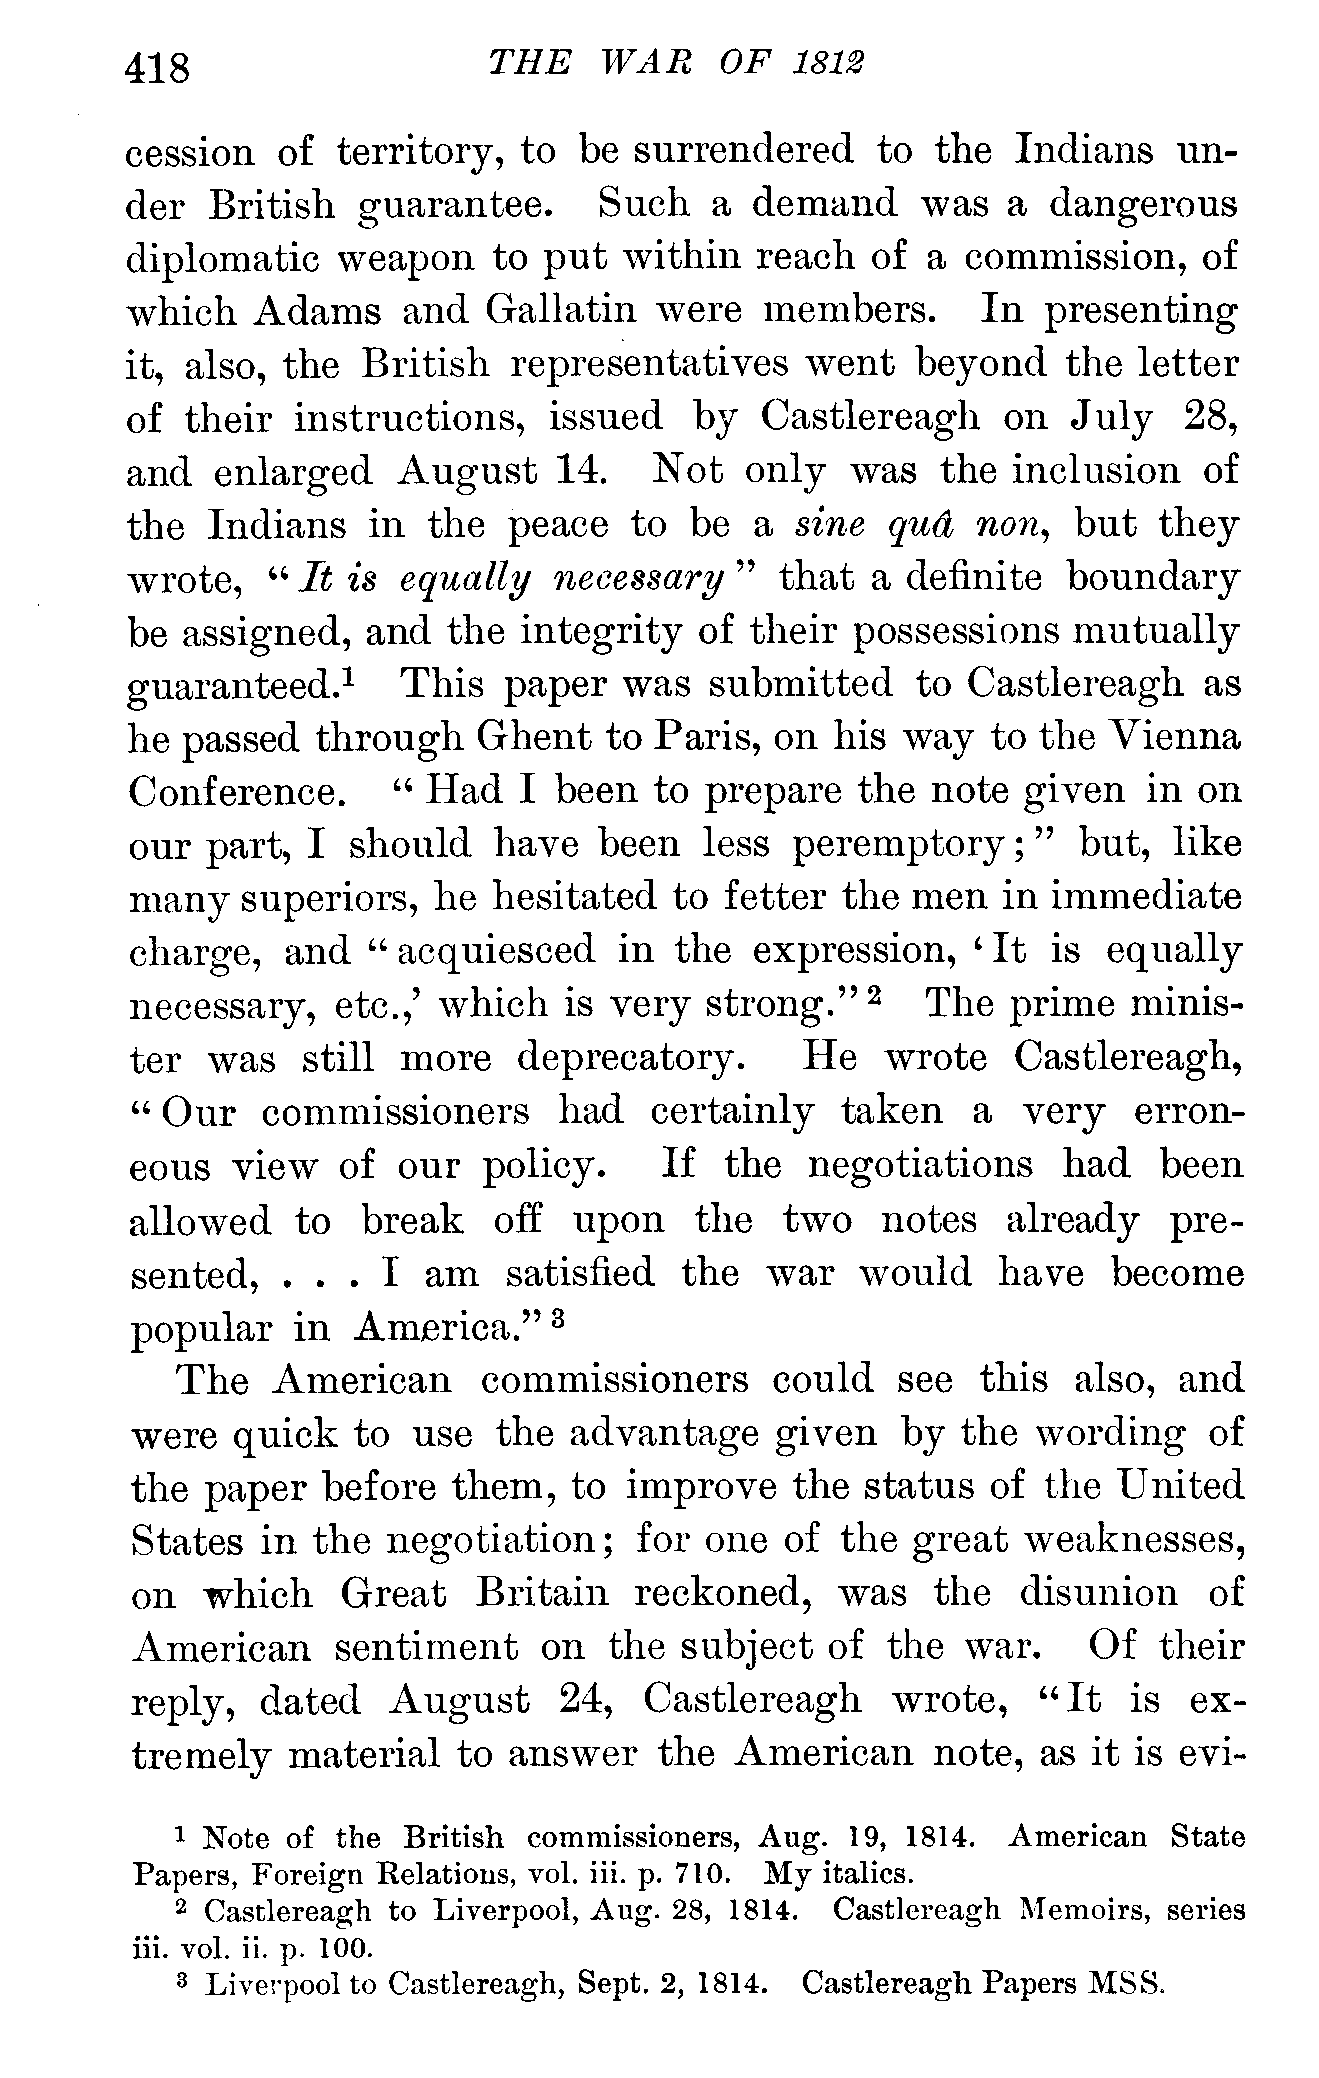 418 THE WAR OF 1812
cession of territory, to be surrendered to the Indians un-
der British guarantee. Such a demand was a dangerous
diplomatic weapon to put within reach of a commission, of
which Adams and Gallatin were members. In presenting
it, also, the British representatives went beyond the letter
of their instructions, issued by Castlereagh on July 28,
and enlarged August 14. Not only was the inclusion of
the Indians in the peace to be a sine quâ non, but they
wrote, “It is equally necessary” that a definite boundary
be assigned, and the integrity of their possessions mutually
guaranteed.¹ This paper was submitted to Castlereagh as
he passed through Ghent to Paris, on his way to the Vienna
Conference. “Had I been to prepare the note given in on
our part, I should have been less peremptory;” but, like
many superiors, he hesitated to fetter the men in immediate
charge, and “acquiesced in the expression, ‘It is equally
necessary, etc.,’ which is very strong.”² The prime minis-
ter was still more deprecatory. He wrote Castlereagh,
“Our commissioners had certainly taken a very erron-
eous view of our policy. If the negotiations had been
allowed to break off upon the two notes already pre-
sented, . . . I am satisfied the war would have become
popular in America.”³
The American commissioners could see this also, and
were quick to use the advantage given by the wording of
the paper before them, to improve the status of the United
States in the negotiation; for one of the great weaknesses,
on which Great Britain reckoned, was the disunion of
American sentiment on the subject of the war. Of their
reply, dated August 24, Castlereagh wrote, “It is ex-
tremely material to answer the American note, as it is evi-
¹ Note of the British commissioners, Aug. 19, 1814. American State
Papers, Foreign Relations, vol. iii. p. 710. My italics.
² Castlereagh to Liverpool, Aug. 28, 1814. Castlereagh Memoirs, series
iii. vol. ii. p. 100.
³ Liverpool to Castlereagh, Sept. 2, 1814. Castlereagh Papers MSS.